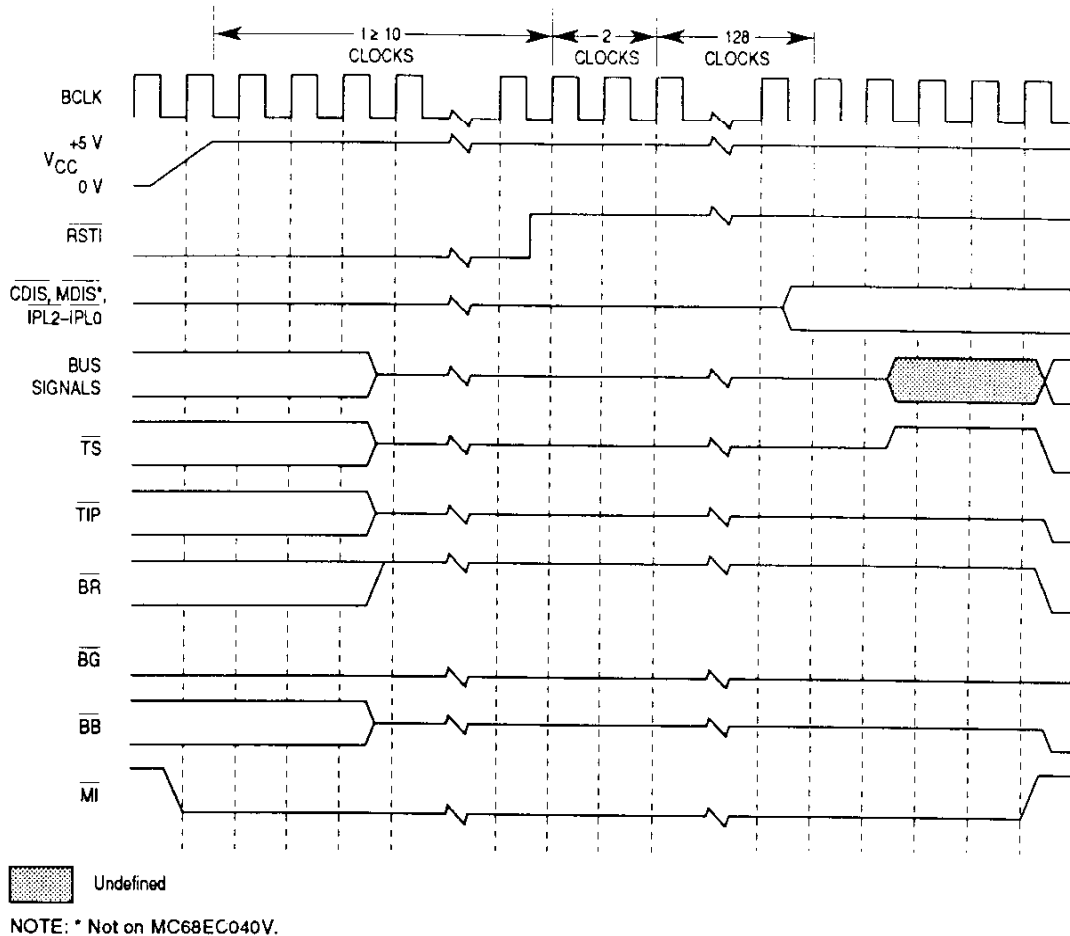 t ≥ 10
CLOCKS
2
CLOCKS
128
CLOCKS
BCLK
+5 V
VCC
0 V
RSTI
CDIS, MDIS*,
IPL2–IPL0
BUS
SIGNALS
TS
TIP
BR
BG
BB
MI
Undefined
NOTE: * Not on MC68EC040V.